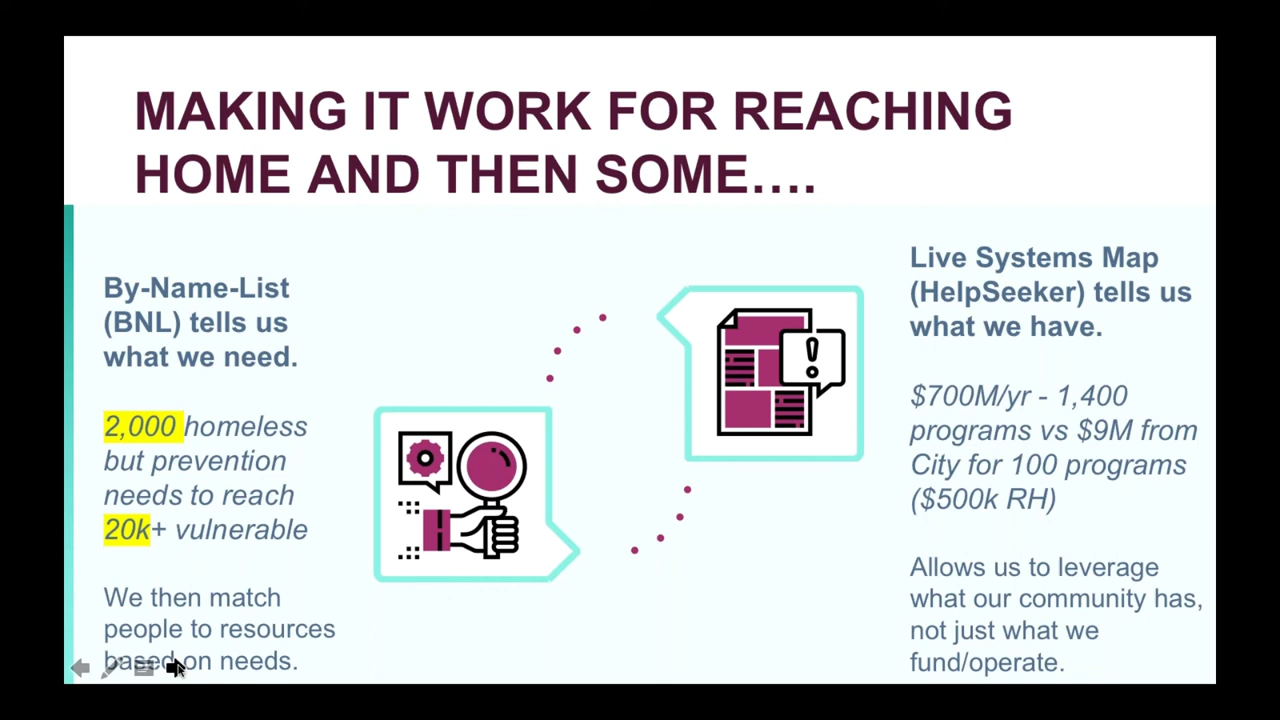 MAKING IT WORK FOR REACHING
HOME AND THEN SOME....
By-Name-List
(BNL) tells us
what we need.
2,000 homeless
but prevention
needs to reach
20k+ vulnerable
We then match
people to resources
based on needs.
Live Systems Map
(HelpSeeker) tells us
what we have.
$700M/yr - 1,400
programs vs $9M from
City for 100 programs
($500k RH)
Allows us to leverage
what our community has,
not just what we
fund/operate.